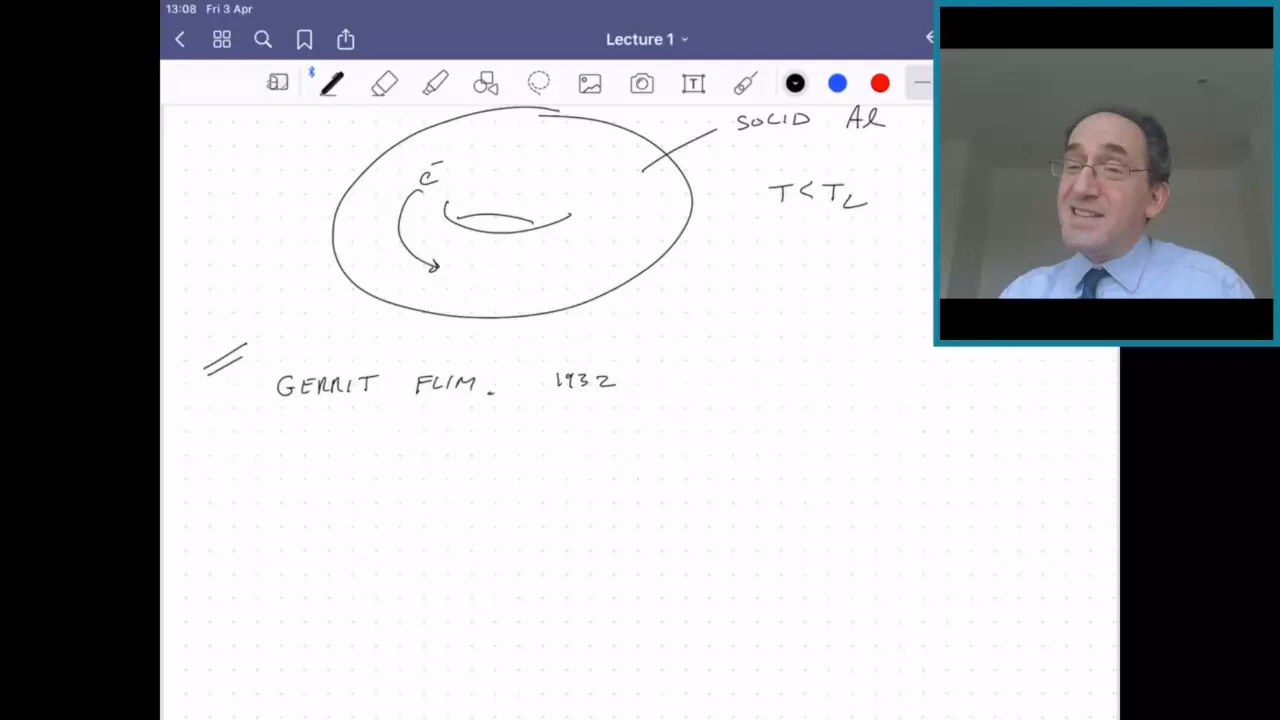 13:08 Fri 3 Apr
Lecture 1
T
SOLID Al
e⁻
T < Tc
GERRIT FLIM. 1932